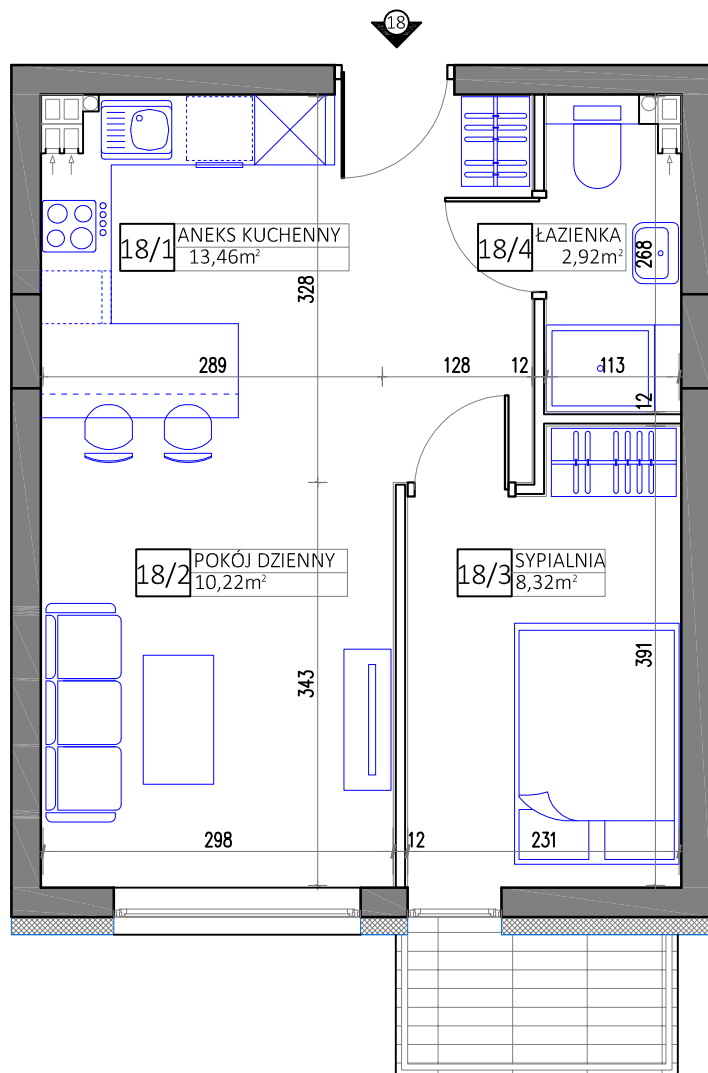 18
18/1 ANEKS KUCHENNY
13,46m²
18/4 ŁAZIENKA
2,92m²
268
328
289
128
12
113
12
18/2 POKÓJ DZIENNY
10,22m²
18/3 SYPIALNIA
8,32m²
391
343
298
12
231